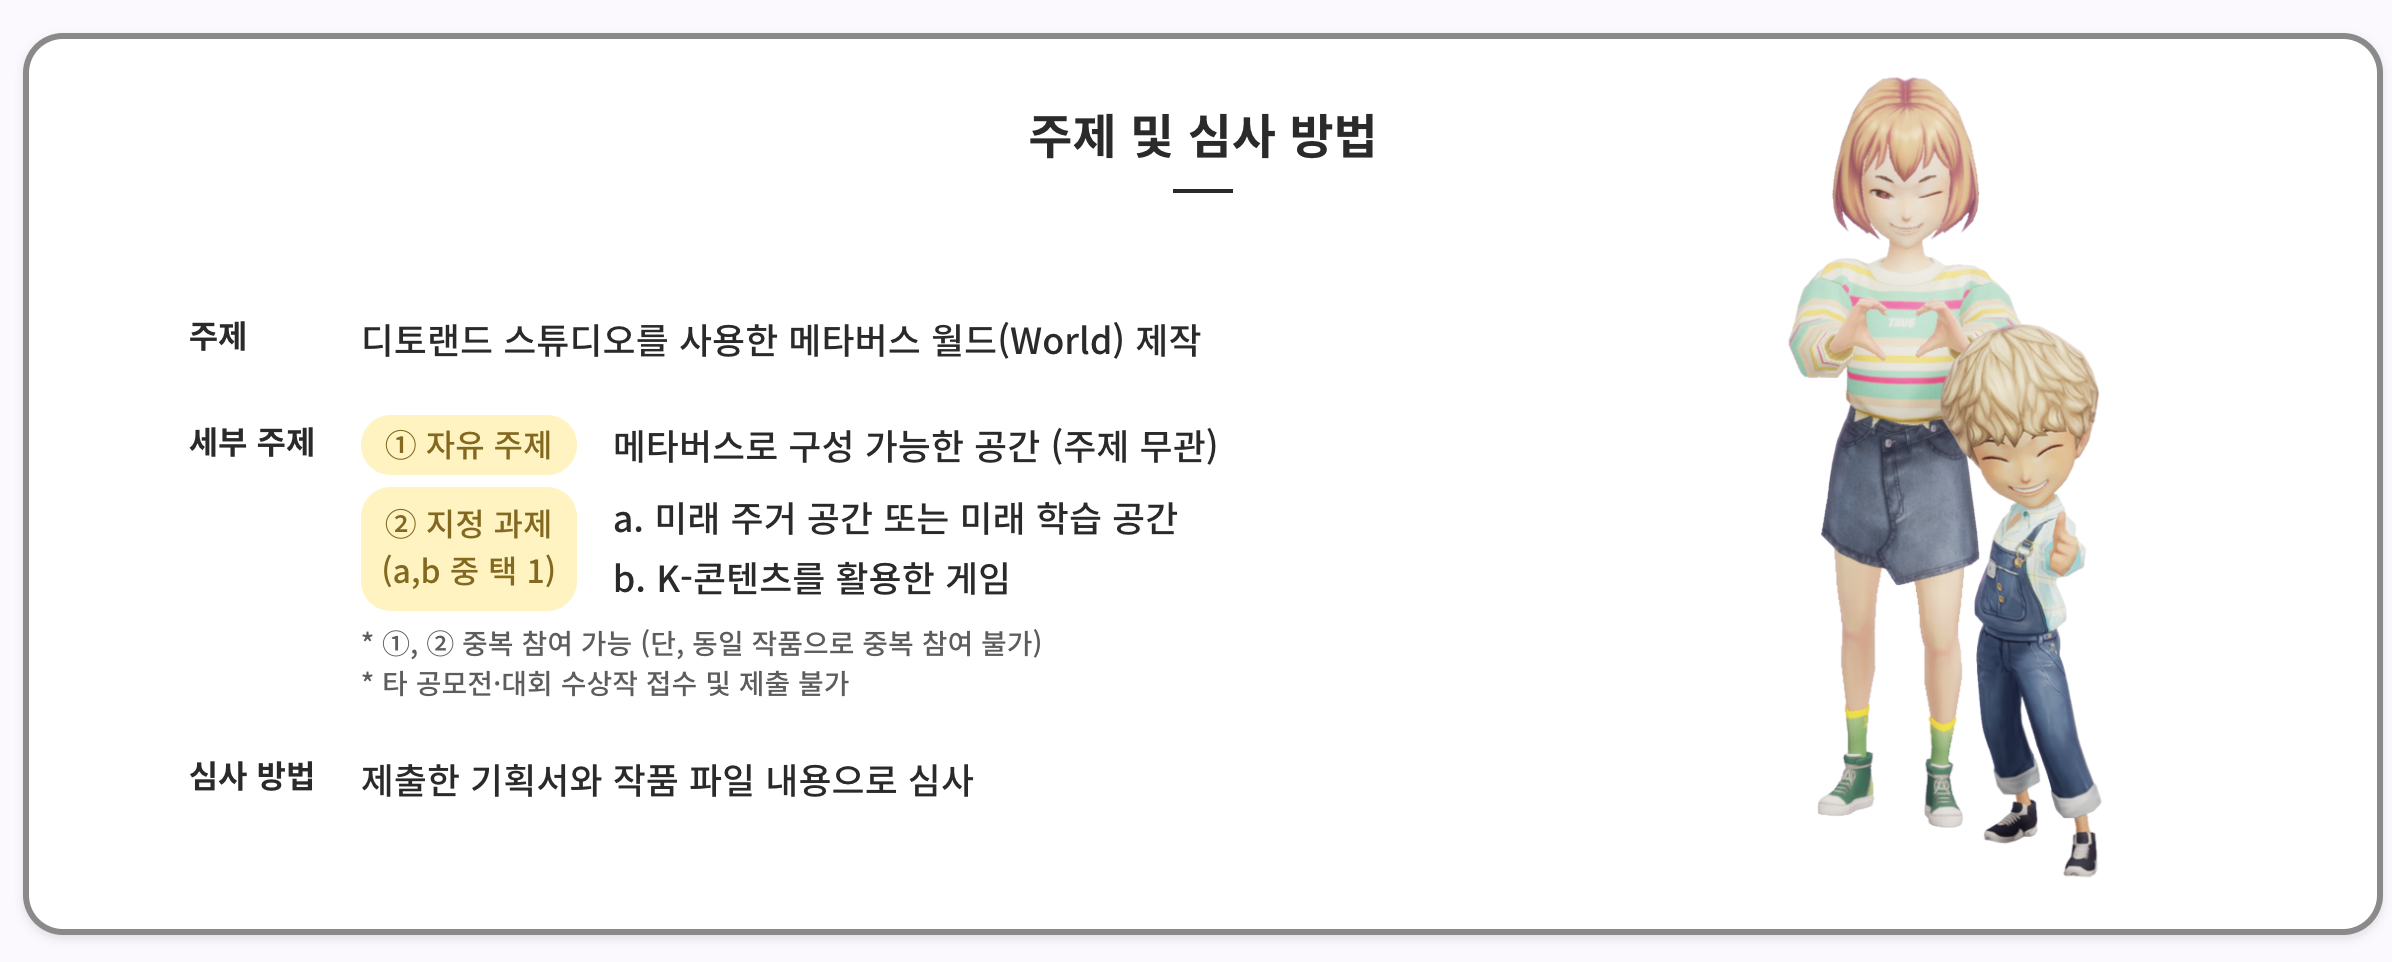 주제 및 심사 방법
주제 디토랜드 스튜디오를 사용한 메타버스 월드(World) 제작
세부 주제 ① 자유 주제 메타버스로 구성 가능한 공간 (주제 무관)
② 지정 과제 a. 미래 주거 공간 또는 미래 학습 공간
(a,b 중 택 1) b. K-콘텐츠를 활용한 게임
* ①, ② 중복 참여 가능 (단, 동일 작품으로 중복 참여 불가)
* 타 공모전·대회 수상작 접수 및 제출 불가
심사 방법 제출한 기획서와 작품 파일 내용으로 심사